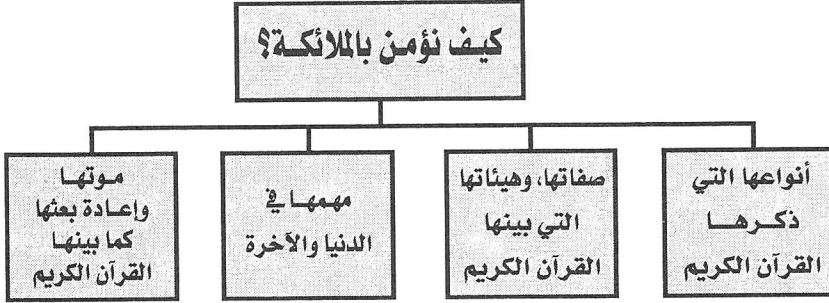 كيف نؤمن بالملائكة؟
أنواعها التي
ذكرها
القرآن الكريم
صفاتها، وهيئاتها
التي بينها
القرآن الكريم
مهمها في
الدنيا والآخرة
موتها
وإعادة بعثها
كما بينها
القرآن الكريم